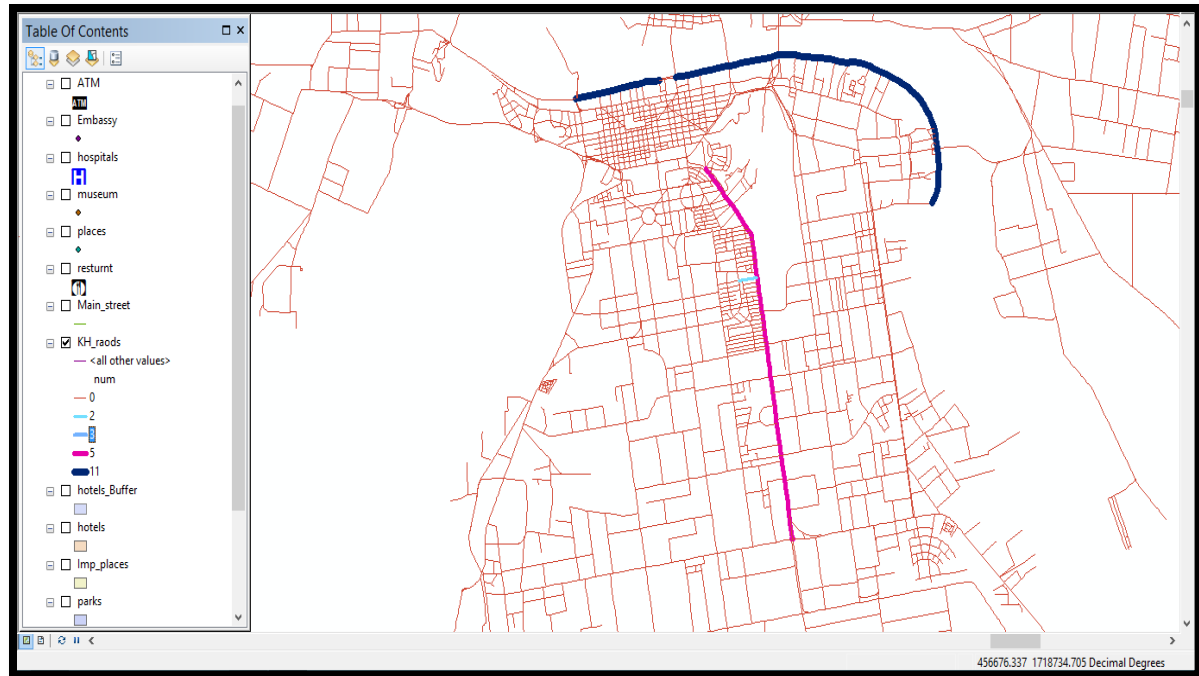 Table Of Contents
ATM
ATM
Embassy
hospitals
H
museum
places
resturnt
Main_street
KH_raods
<all other values>
num
0
2
3
5
11
hotels_Buffer
hotels
Imp_places
parks
456676.337 1718734.705 Decimal Degrees